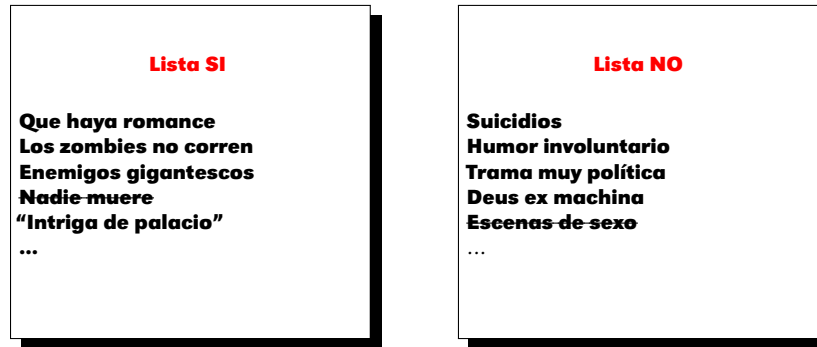 Lista SI
Que haya romance
Los zombies no corren
Enemigos gigantescos
Nadie muere
“Intriga de palacio”
...
Lista NO
Suicidios
Humor involuntario
Trama muy política
Deus ex machina
Escenas de sexo
...